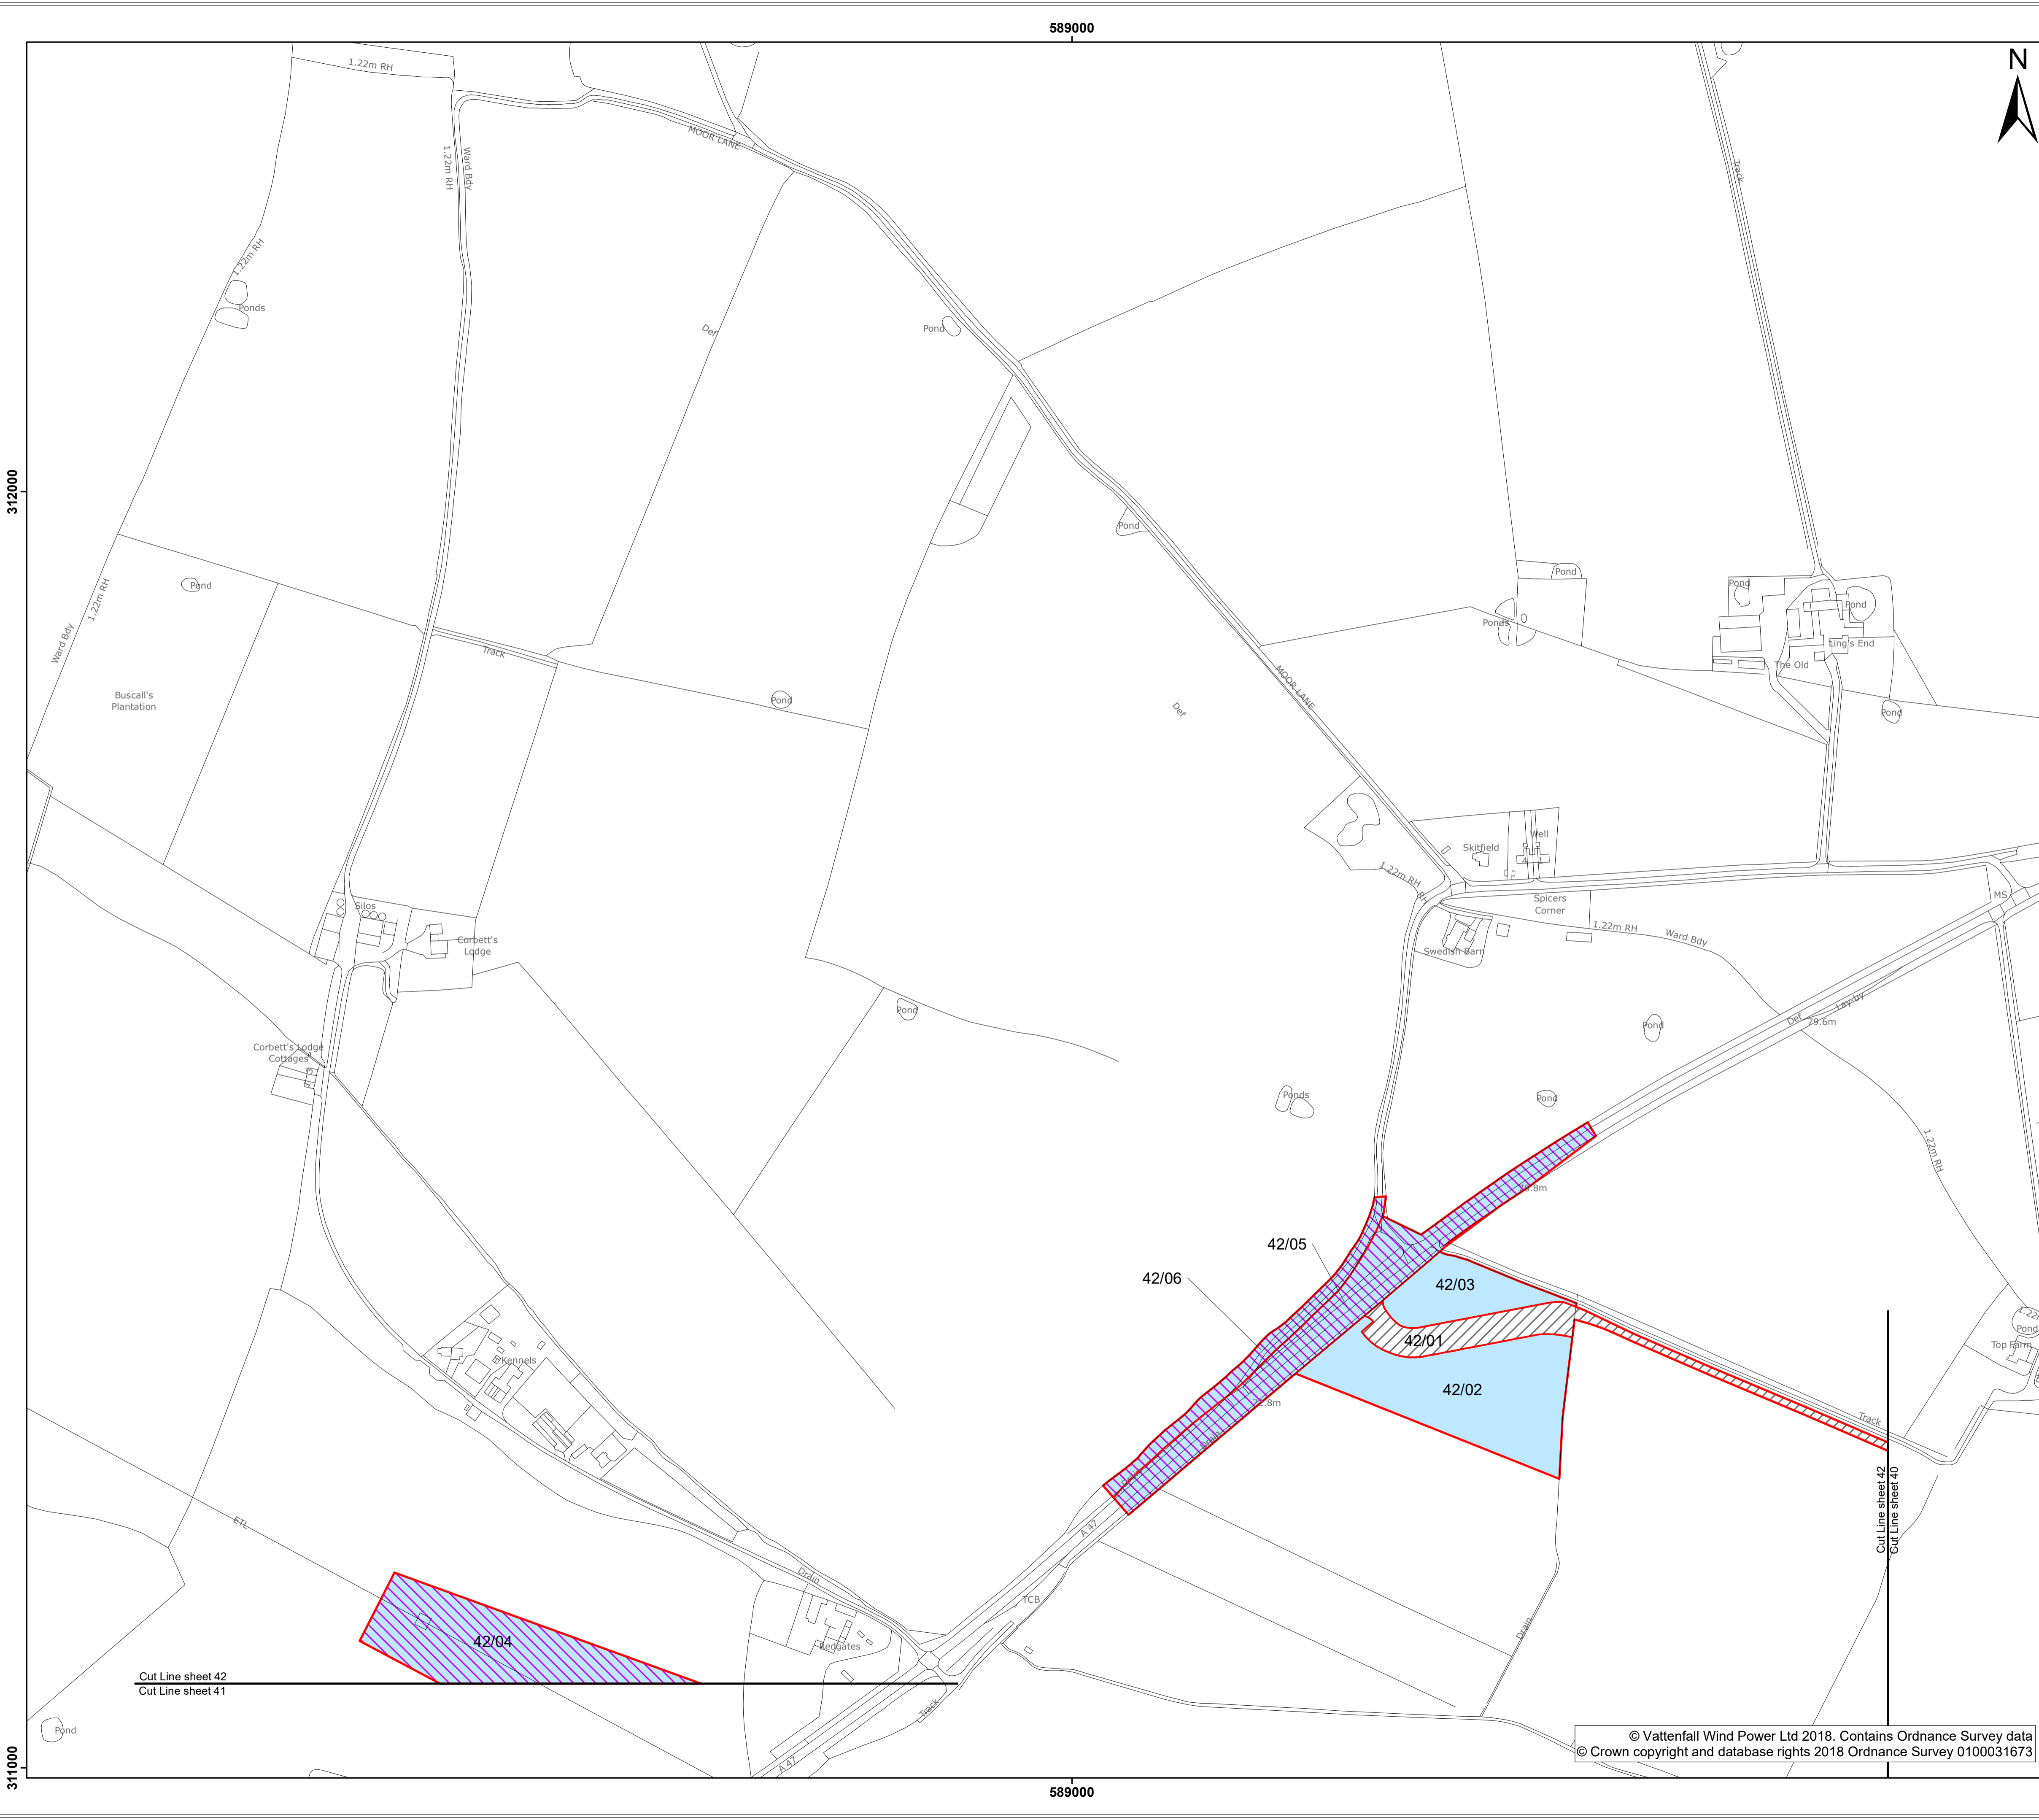 589000
N
1.22m RH
MOOR LANE
1.22m RH
Ward Bdy
Track
1.22m RH
Ponds
Def
Pond
312000
Pond
Pond
Pond
Pond
Pond
1.22m RH
Ponds
Ward Bdy
Track
The Old
Ling's End
Buscall's
Plantation
Pond
Def
MOOR LANE
Pond
Well
Skitfield
4
1
1.22m RH
RH
Spicers
Corner
MS
Silos
1.22m RH
Ward Bdy
Corbett's
Lodge
Swedish Barn
Lay-by
Def
79.6m
Pond
Pond
Corbett's Lodge
Cottages
Ponds
Pond
1.22m RH
42/05
42/06
42/03
42/01
Pond
Top Farm
Kennels
42/02
Drain
Track
Cut Line sheet 42
Cut Line sheet 40
ETL
A 47
Drain
TCB
Drain
42/04
Redgates
Cut Line sheet 42
Cut Line sheet 41
Track
Pond
A 47
© Vattenfall Wind Power Ltd 2018. Contains Ordnance Survey data
© Crown copyright and database rights 2018 Ordnance Survey 0100031673
311000
589000